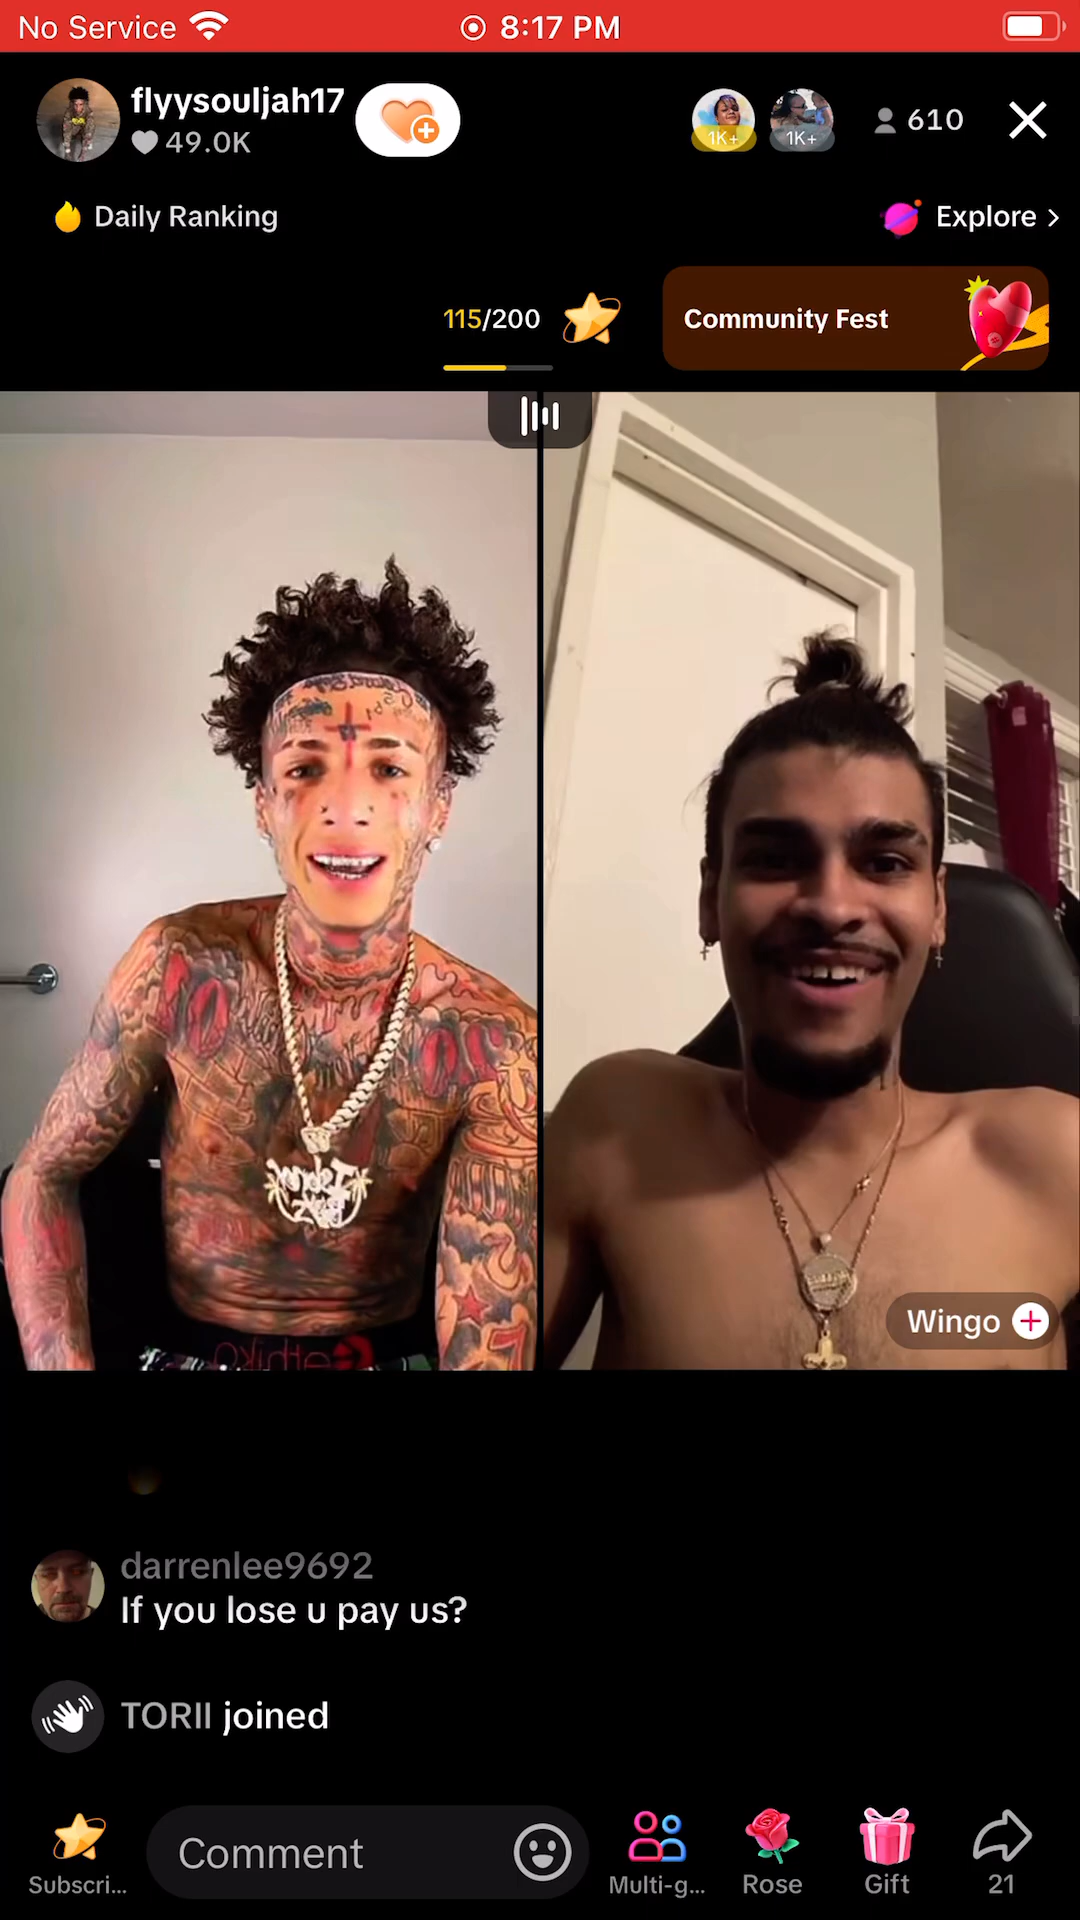 No Service
8:17 PM
flyysouljah17
49.0K
1K+
1K+
610
Daily Ranking
Explore >
115/200
Community Fest
Wingo
darrenlee9692
If you lose u pay us?
TORII joined
Subscri...
Comment
Multi-g...
Rose
Gift
21